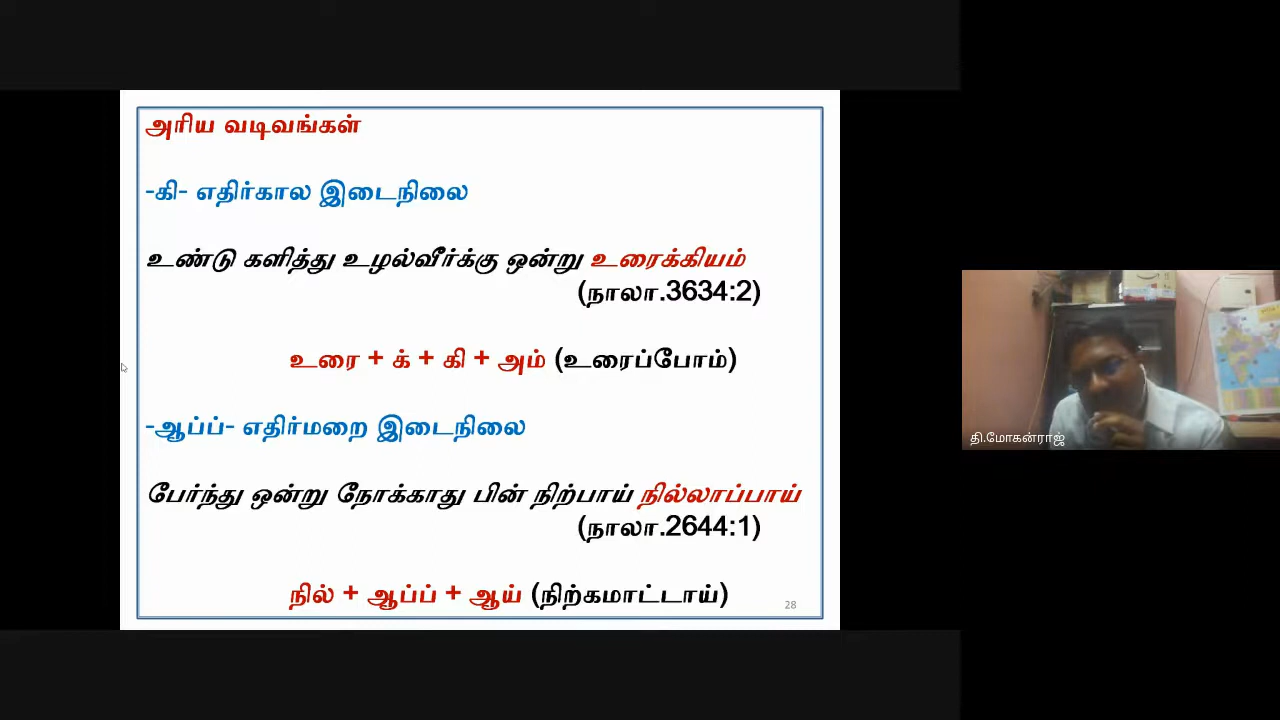 அரிய வடிவங்கள்
-கி- எதிர்கால இடைநிலை
உண்டு களித்து உழல்வீர்க்கு ஒன்று உரைக்கியம்
(நாலா.3634:2)
உரை + க் + கி + அம் (உரைப்போம்)
-ஆப்ப்- எதிர்மறை இடைநிலை
பேர்ந்து ஒன்று நோக்காது பின் நிற்பாய் நில்லாப்பாய்
(நாலா.2644:1)
நில் + ஆப்ப் + ஆய் (நிற்கமாட்டாய்)
28
தி.மோகன்ராஜ்